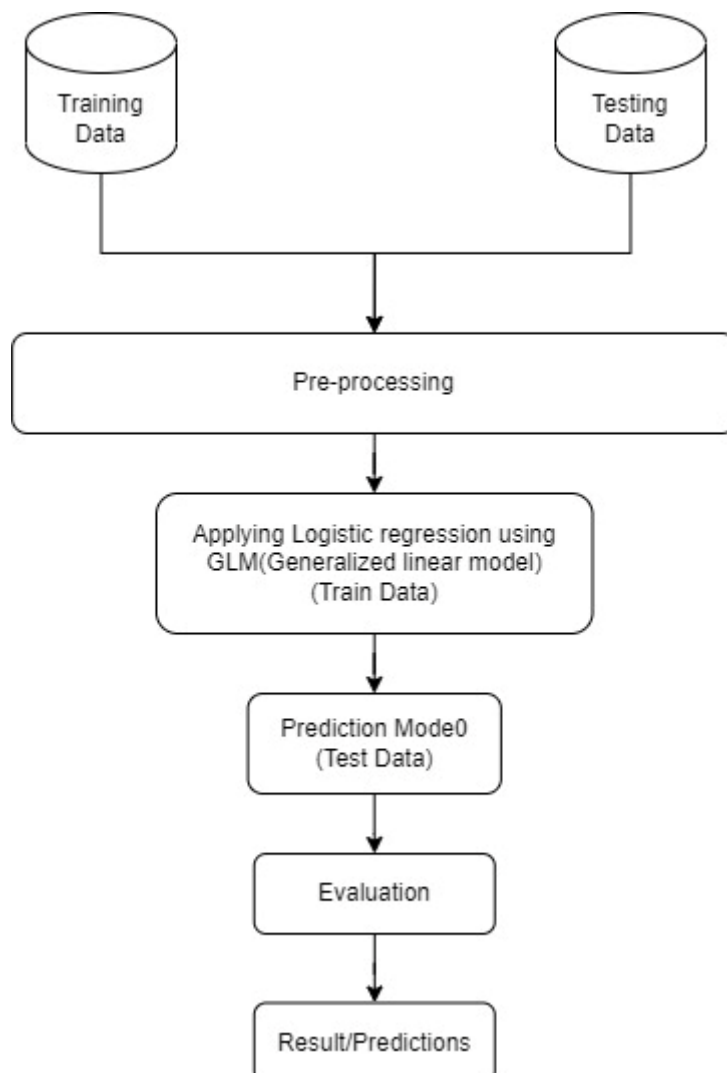 Training
Data
Testing
Data
Pre-processing
Applying Logistic regression using
GLM(Generalized linear model)
(Train Data)
Prediction Mode0
(Test Data)
Evaluation
Result/Predictions